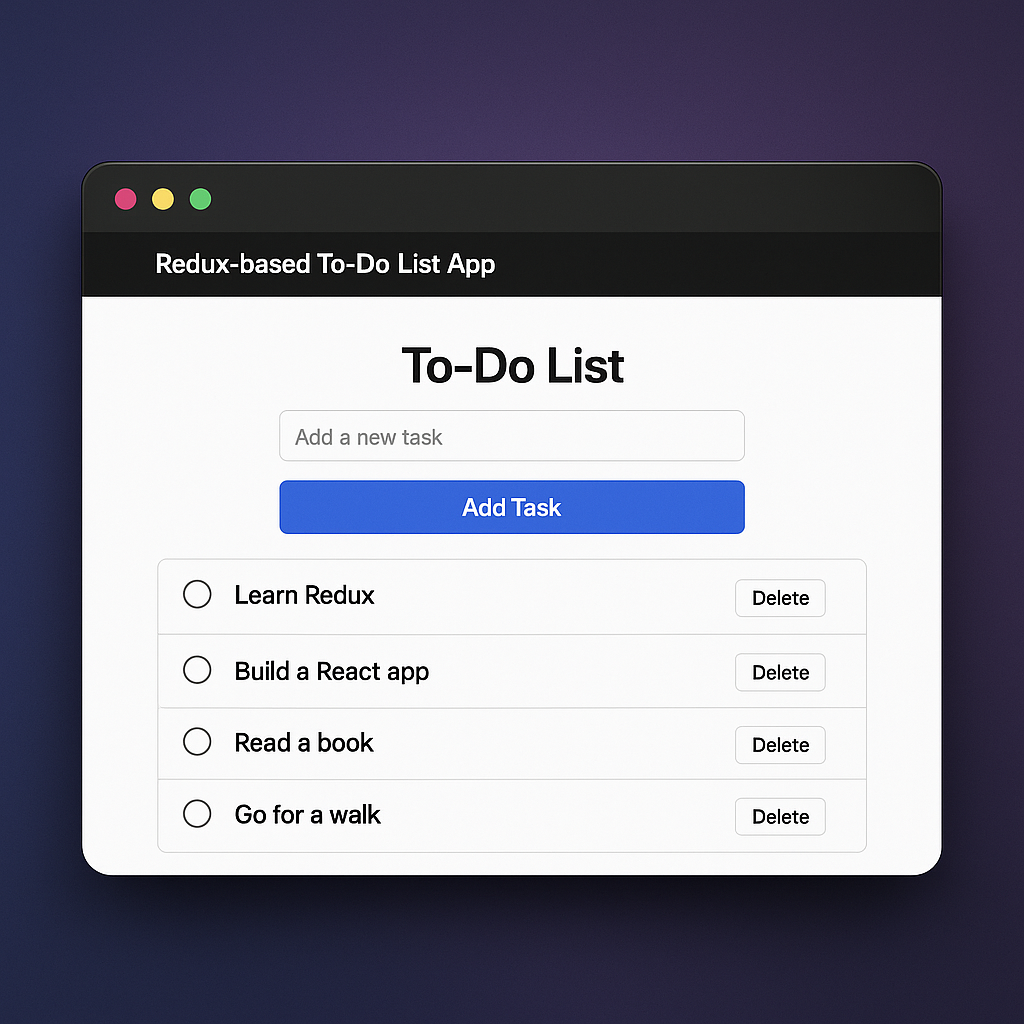 Redux-based To-Do List App
To-Do List
Add a new task
Add Task
Learn Redux
Delete
Build a React app
Delete
Read a book
Delete
Go for a walk
Delete